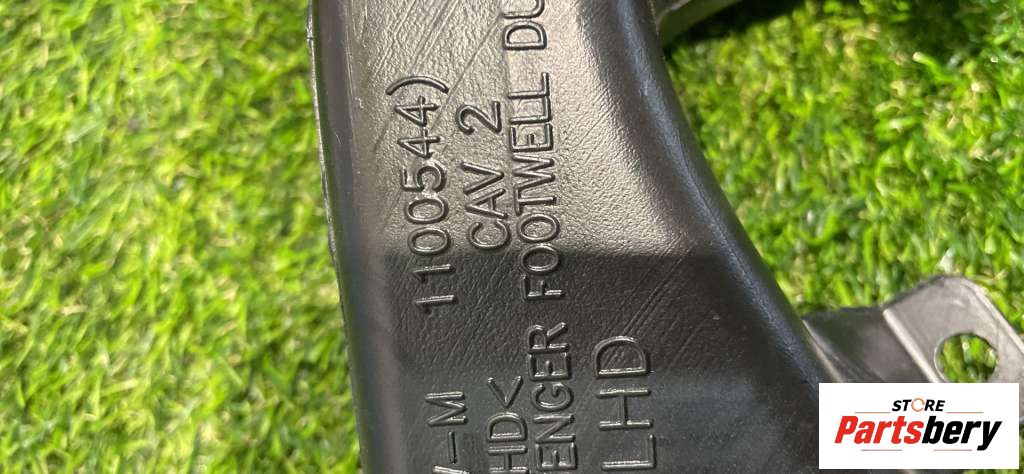 -M 1100544)
HD< CAV 2
ENGER FOOTWELL DU
LHD
STORE
Partsbery